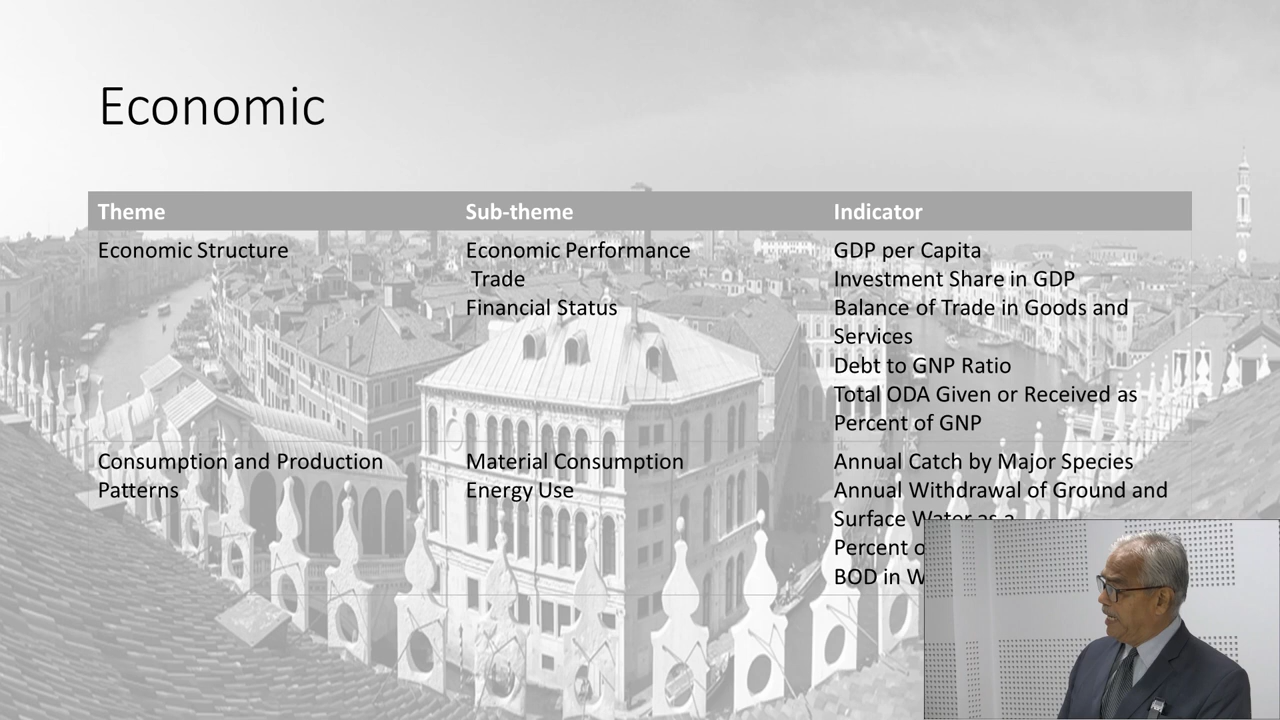 Economic
Theme Sub-theme Indicator
Economic Structure
Economic Performance
Trade
Financial Status
GDP per Capita
Investment Share in GDP
Balance of Trade in Goods and
Services
Debt to GNP Ratio
Total ODA Given or Received as
Percent of GNP
Consumption and Production
Patterns
Material Consumption
Energy Use
Annual Catch by Major Species
Annual Withdrawal of Ground and
Surface Water as a
Percent
BOD in